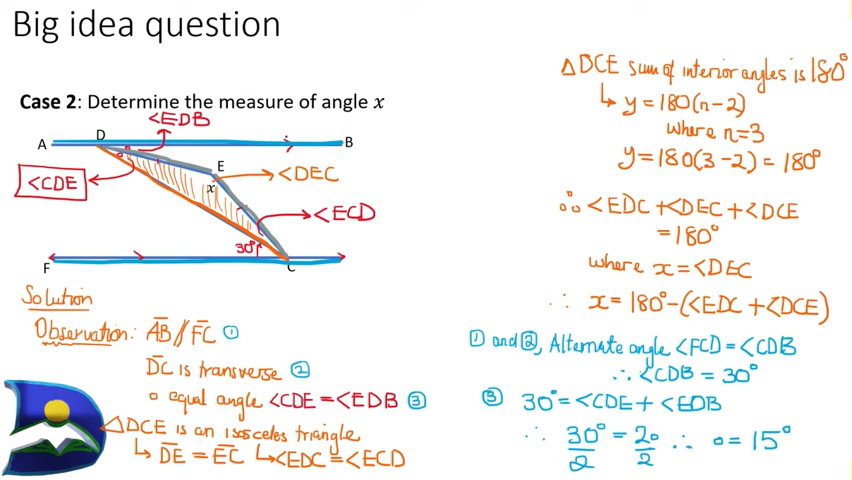 Big idea question
Case 2: Determine the measure of angle x
<EDB
A D B
<CDE
E
x
<DEC
<ECD
30°
F C
Solution
Observation: AB // FC ①
DC is transverse ②
o equal angle <CDE = <EDB ③
△DCE is an isosceles triangle
↳ DE = EC ↳ <EDC = <ECD
△DCE sum of interior angles is 180°
↳ y = 180(n-2)
where n=3
y = 180(3-2) = 180°
∴ <EDC + <DEC + <DCE
= 180°
where x = <DEC
∴ x = 180° - (<EDC + <DCE)
① and ②, Alternate angle <FCD = <CDB
∴ <CDB = 30°
③ 30° = <CDE + <EDB
∴ 30°/2 = 2o/2 ∴ o = 15°